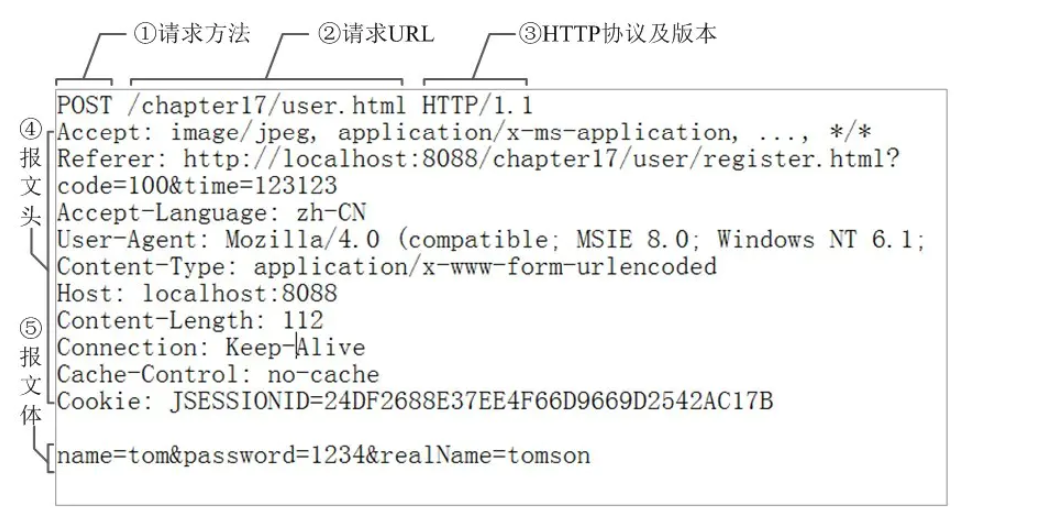 ①请求方法 ②请求URL ③HTTP协议及版本
POST /chapter17/user.html HTTP/1.1
④报文头
Accept: image/jpeg, application/x-ms-application, ..., */*
Referer: http://localhost:8088/chapter17/user/register.html?
code=100&time=123123
Accept-Language: zh-CN
User-Agent: Mozilla/4.0 (compatible; MSIE 8.0; Windows NT 6.1;
Content-Type: application/x-www-form-urlencoded
Host: localhost:8088
Content-Length: 112
Connection: Keep-Alive
Cache-Control: no-cache
Cookie: JSESSIONID=24DF2688E37EE4F66D9669D2542AC17B
⑤报文体
name=tom&password=1234&realName=tomson